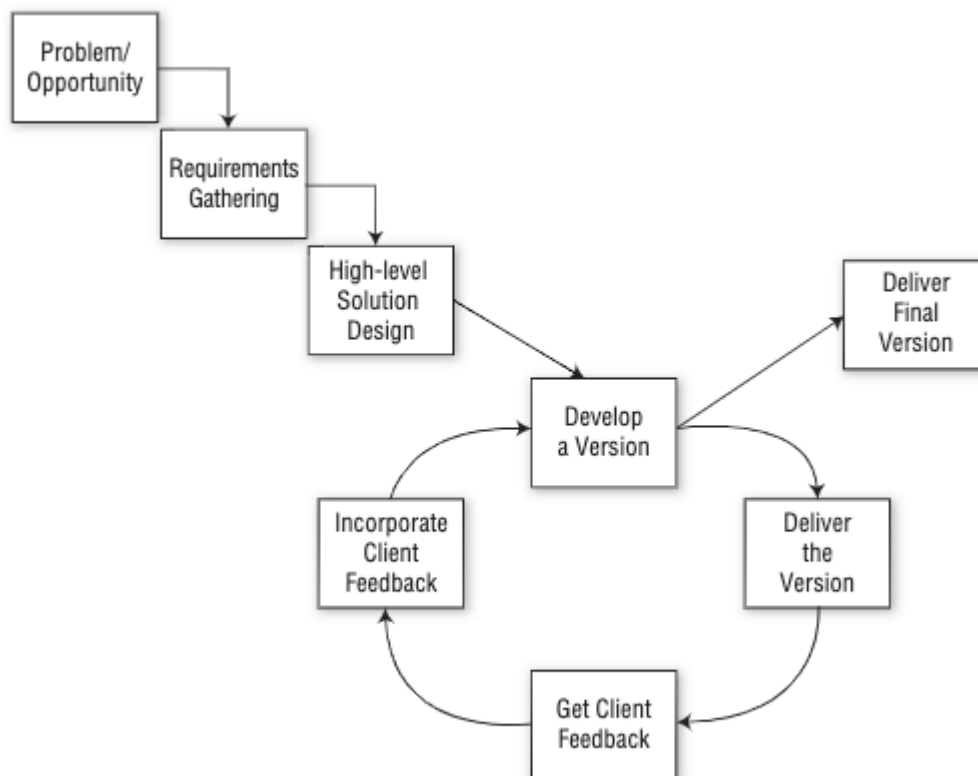 Problem/
Opportunity
Requirements
Gathering
High-level
Solution
Design
Deliver
Final
Version
Develop
a Version
Incorporate
Client
Feedback
Deliver
the
Version
Get Client
Feedback